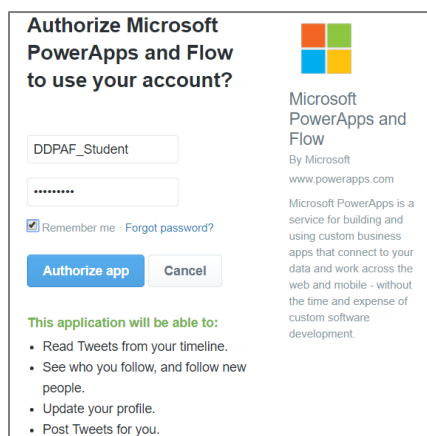 Authorize Microsoft
PowerApps and Flow
to use your account?
DDPAF_Student
•••••••••
Remember me · Forgot password?
Authorize app
Cancel
This application will be able to:
• Read Tweets from your timeline.
• See who you follow, and follow new
people.
• Update your profile.
• Post Tweets for you.
Microsoft
PowerApps and
Flow
By Microsoft
www.powerapps.com
Microsoft PowerApps is a
service for building and
using custom business
apps that connect to your
data and work across the
web and mobile - without
the time and expense of
custom software
development.